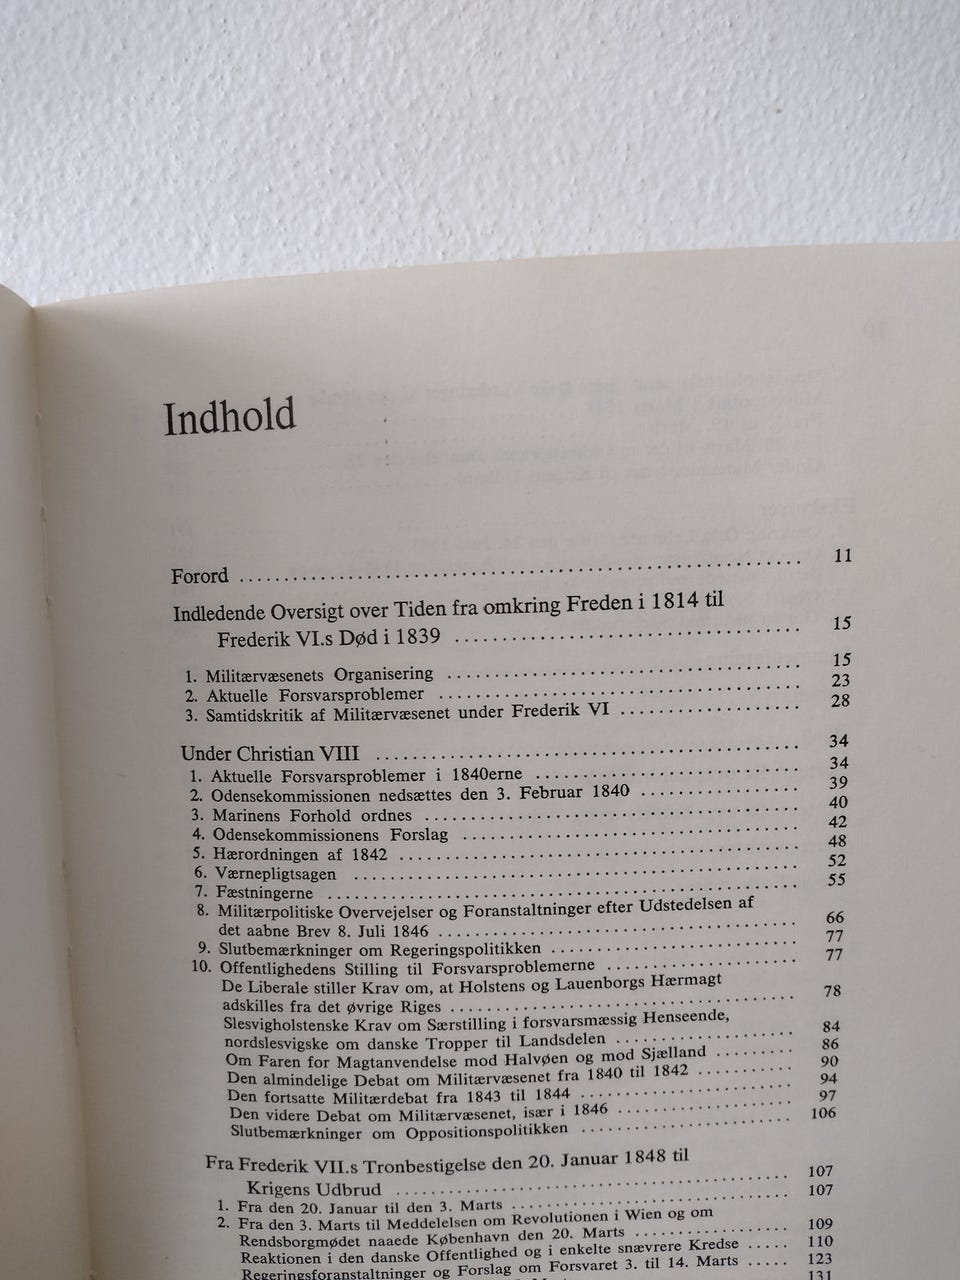 Indhold
Forord 11
Indledende Oversigt over Tiden fra omkring Freden i 1814 til
Frederik VI.s Død i 1839 15
1. Militærvæsenets Organisering 15
2. Aktuelle Forsvarsproblemer 23
3. Samtidskritik af Militærvæsenet under Frederik VI 28
Under Christian VIII 34
1. Aktuelle Forsvarsproblemer i 1840erne 34
2. Odensekommissionen nedsættes den 3. Februar 1840 39
3. Marinens Forhold ordnes 40
4. Odensekommissionens Forslag 42
5. Hærordningen af 1842 48
6. Værnepligtsagen 52
7. Fæstningerne 55
8. Militærpolitiske Overvejelser og Foranstaltninger efter Udstedelsen af
det aabne Brev 8. Juli 1846 66
9. Slutbemærkninger om Regeringspolitikken 77
10. Offentlighedens Stilling til Forsvarsproblemerne 77
De Liberale stiller Krav om, at Holstens og Lauenborgs Hærmagt
adskilles fra det øvrige Riges 78
Slesvigholstenske Krav om Særstilling i forsvarsmæssig Henseende,
nordslesvigske om danske Tropper til Landsdelen 84
Om Faren for Magtanvendelse mod Halvøen og mod Sjælland 86
Den almindelige Debat om Militærvæsenet fra 1840 til 1842 90
Den fortsatte Militærdebat fra 1843 til 1844 94
Den videre Debat om Militærvæsenet, især i 1846 97
Slutbemærkninger om Oppositionspolitikken 106
Fra Frederik VII.s Tronbestigelse den 20. Januar 1848 til
Krigens Udbrud 107
1. Fra den 20. Januar til den 3. Marts 107
2. Fra den 3. Marts til Meddelelsen om Revolutionen i Wien og om
Rendsborgmødet naaede København den 20. Marts 109
Reaktionen i den danske Offentlighed og i enkelte snævrere Kredse 110
Regeringsforanstaltninger og Forslag om Forsvaret 3. til 14. Marts 123
131